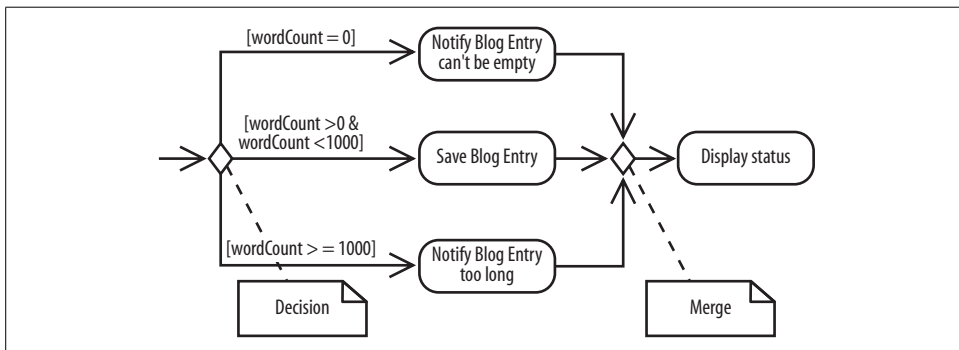 [wordCount = 0]
Notify Blog Entry
can't be empty
[wordCount >0 &
wordCount <1000]
Save Blog Entry
Display status
[wordCount > = 1000]
Notify Blog Entry
too long
Decision
Merge